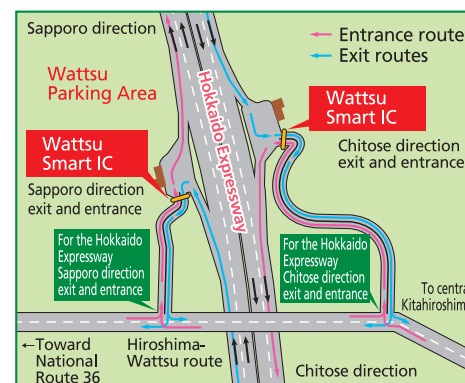 Sapporo direction
Entrance route
Exit routes
Wattsu
Parking Area
Hokkaido Expressway
Wattsu
Smart IC
Wattsu
Smart IC
Chitose direction
exit and entrance
Sapporo direction
exit and entrance
For the Hokkaido
Expressway
Sapporo direction
exit and entrance
For the Hokkaido
Expressway
Chitose direction
exit and entrance
To centra
Kitahiroshim
←Toward
National
Route 36
Hiroshima-
Wattsu route
Chitose direction